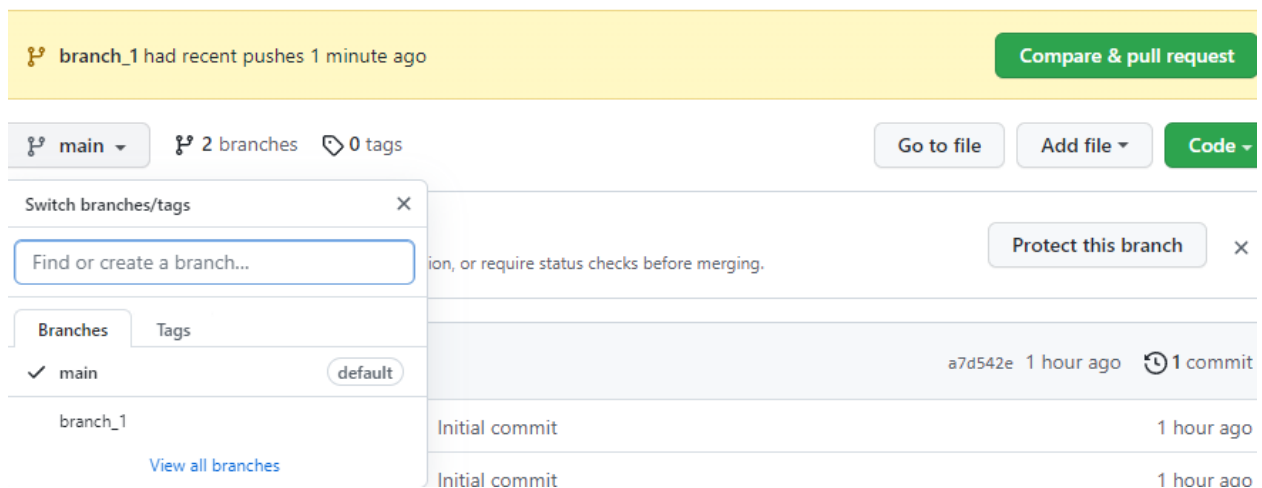 branch_1 had recent pushes 1 minute ago
Compare & pull request
main
2 branches
0 tags
Go to file
Add file
Code
Switch branches/tags
Find or create a branch...
ion, or require status checks before merging.
Protect this branch
Branches
Tags
main
default
a7d542e 1 hour ago
1 commit
branch_1
Initial commit
1 hour ago
View all branches
Initial commit
1 hour ago